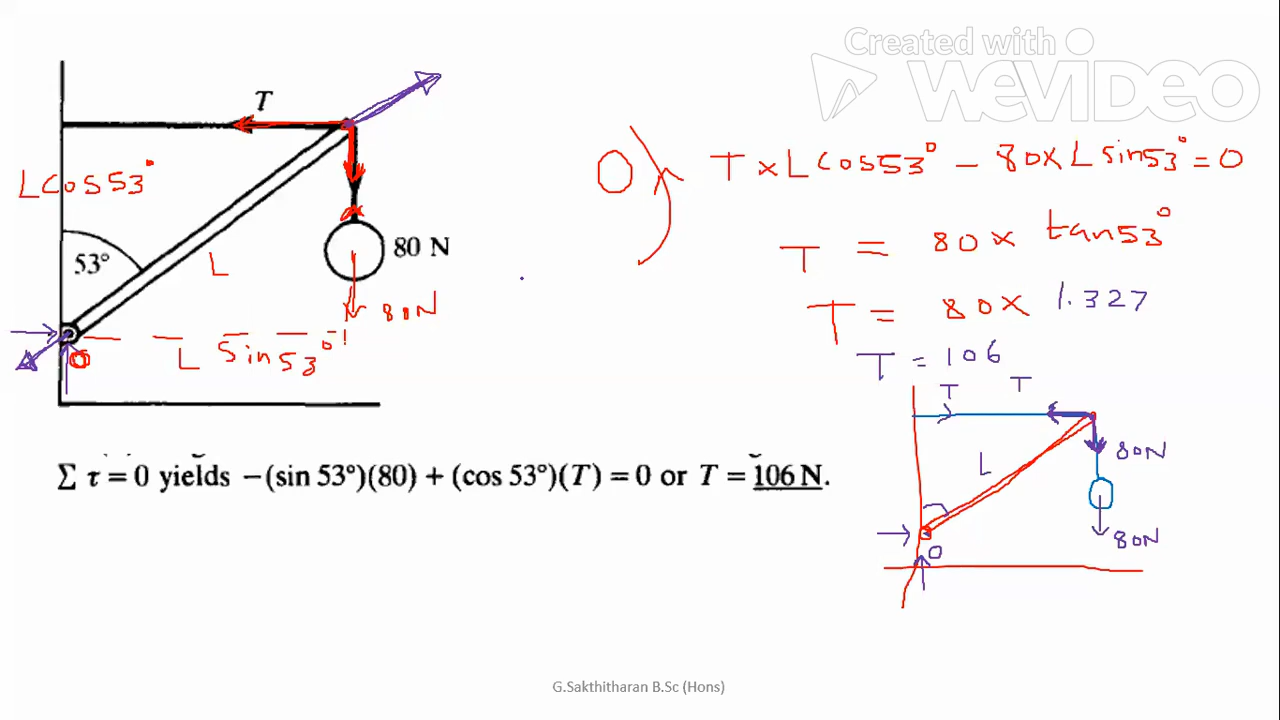 Created with
WEVIDEO
T
LCos53°
53°
L
80 N
80N
O
L Sin53°
O) T×LCos53° – 80×L Sin53° = 0
T = 80× tan53°
T = 80× 1.327
T = 106
T T
80N
L
80N
O
Σ τ = 0 yields −(sin 53°)(80) + (cos 53°)(T) = 0 or T = 106 N.
G.Sakthitharan B.Sc (Hons)